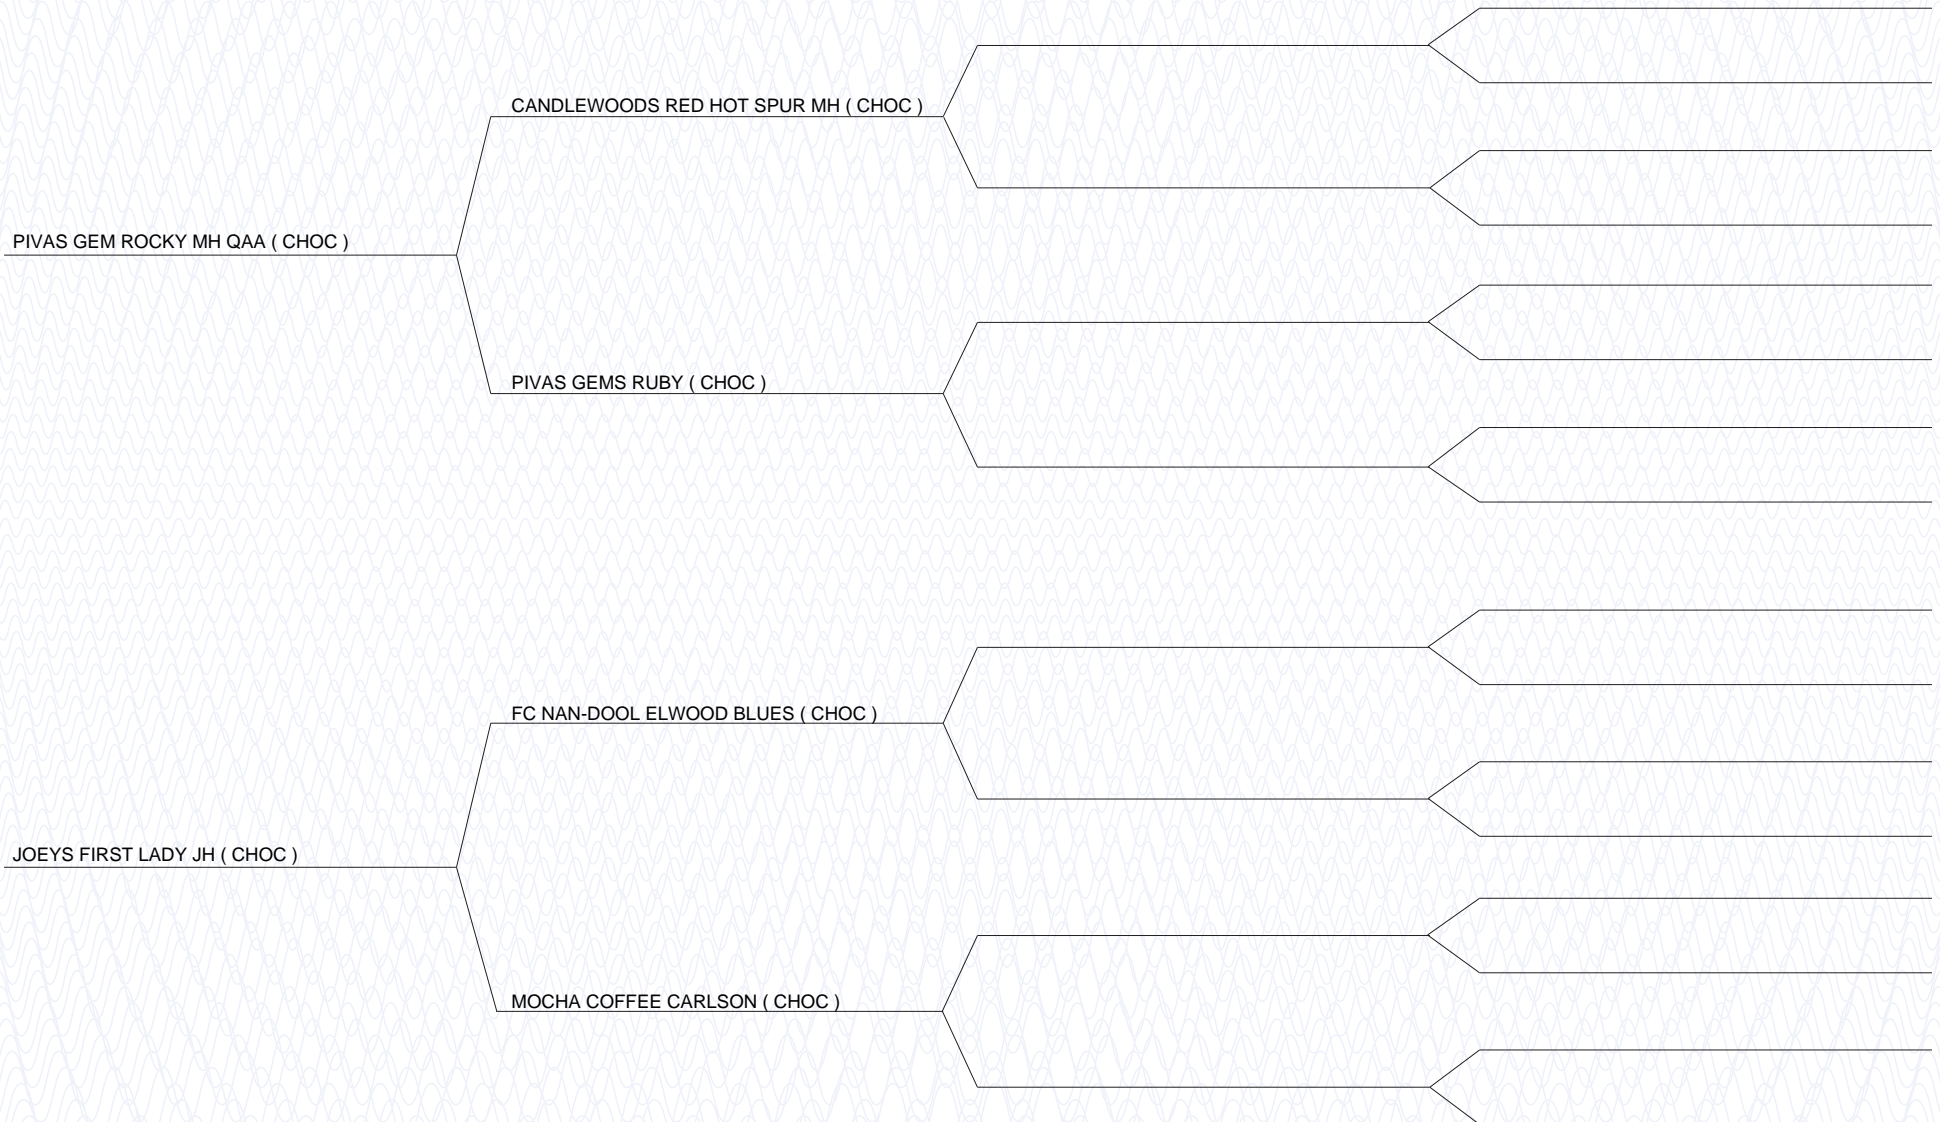 CANDLEWOODS RED HOT SPUR MH ( CHOC )
PIVAS GEM ROCKY MH QAA ( CHOC )
PIVAS GEMS RUBY ( CHOC )
FC NAN-DOOL ELWOOD BLUES ( CHOC )
JOEYS FIRST LADY JH ( CHOC )
MOCHA COFFEE CARLSON ( CHOC )